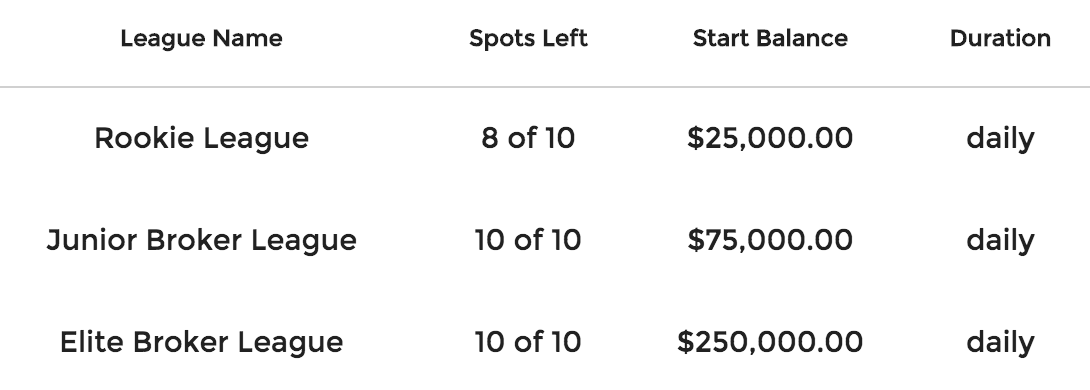 League Name Spots Left Start Balance Duration
Rookie League 8 of 10 $25,000.00 daily
Junior Broker League 10 of 10 $75,000.00 daily
Elite Broker League 10 of 10 $250,000.00 daily